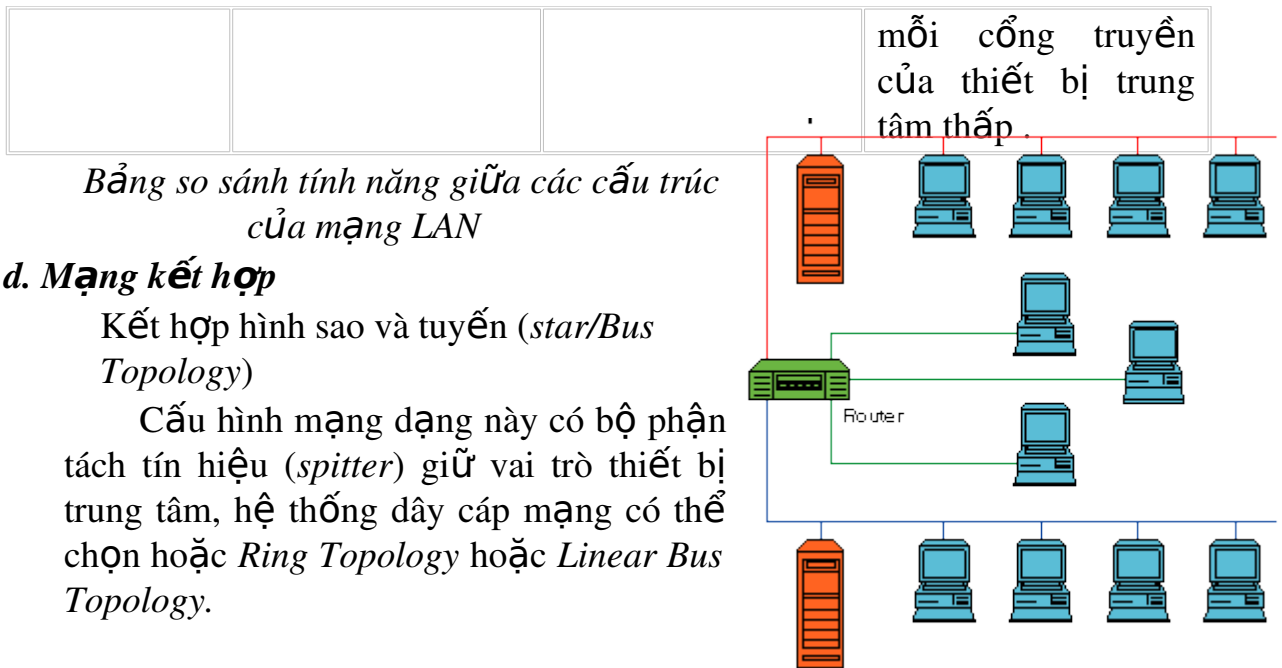 mỗi cổng truyền
của thiết bị trung
tâm thấp .
Bảng so sánh tính năng giữa các cấu trúc
của mạng LAN
d. Mạng kết hợp
Kết hợp hình sao và tuyến (star/Bus
Topology)
Cấu hình mạng dạng này có bộ phận
tách tín hiệu (spitter) giữ vai trò thiết bị
trung tâm, hệ thống dây cáp mạng có thể
chọn hoặc Ring Topology hoặc Linear Bus
Topology.
Router